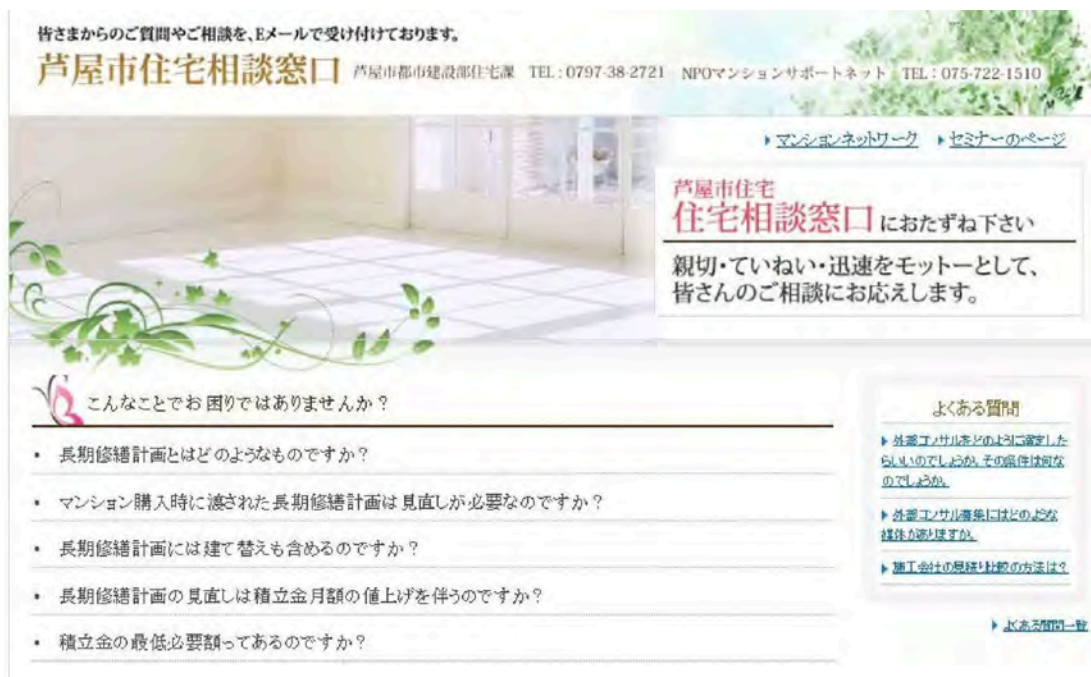 皆さまからのご質問やご相談を、Eメールで受け付けております。
芦屋市住宅相談窓口 芦屋市都市建設部住宅課 TEL:0797-38-2721 NPOマンションサポートネット TEL:075-722-1510
マンションネットワーク セミナーのページ
芦屋市住宅
住宅相談窓口におたずね下さい
親切・ていねい・迅速をモットーとして、
皆さんのご相談にお応えします。
こんなことでお困りではありませんか?
・ 長期修繕計画とはどのようなものですか?
・ マンション購入時に渡された長期修繕計画は見直しが必要なのですか?
・ 長期修繕計画には建て替えも含めるのですか?
・ 長期修繕計画の見直しは積立金月額の値上げを伴うのですか?
・ 積立金の最低必要額ってあるのですか?
よくある質問
外部コンサルをどのように選定した
らいいのでしょうか。その条件は何な
のでしょうか。
外部コンサル募集にはどのような
媒体がありますか。
施工会社の見積り比較の方法は?
よくある質問一覧